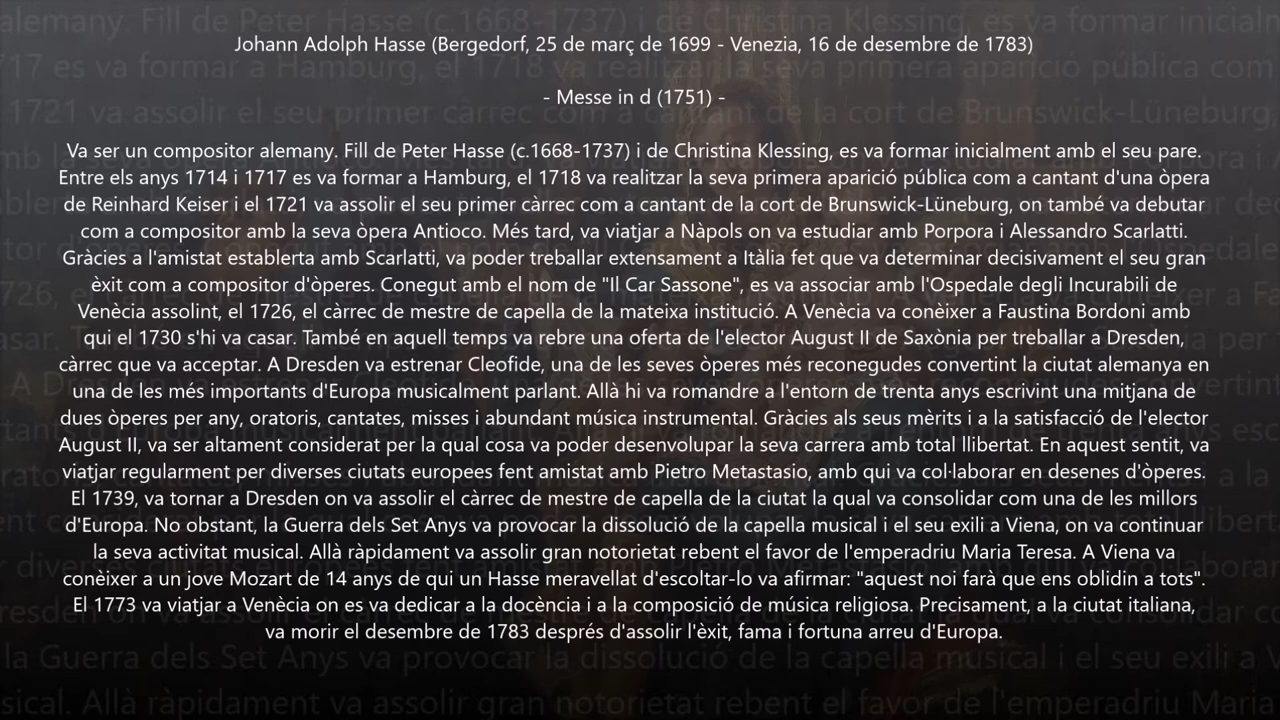 Johann Adolph Hasse (Bergedorf, 25 de març de 1699 - Venezia, 16 de desembre de 1783)
- Messe in d (1751) -
Va ser un compositor alemany. Fill de Peter Hasse (c.1668-1737) i de Christina Klessing, es va formar inicialment amb el seu pare.
Entre els anys 1714 i 1717 es va formar a Hamburg, el 1718 va realitzar la seva primera aparició pública com a cantant d'una òpera
de Reinhard Keiser i el 1721 va assolir el seu primer càrrec com a cantant de la cort de Brunswick-Lüneburg, on també va debutar
com a compositor amb la seva òpera Antioco. Més tard, va viatjar a Nàpols on va estudiar amb Porpora i Alessandro Scarlatti.
Gràcies a l'amistat establerta amb Scarlatti, va poder treballar extensament a Itàlia fet que va determinar decisivament el seu gran
èxit com a compositor d'òperes. Conegut amb el nom de "Il Car Sassone", es va associar amb l'Ospedale degli Incurabili de
Venècia assolint, el 1726, el càrrec de mestre de capella de la mateixa institució. A Venècia va conèixer a Faustina Bordoni amb
qui el 1730 s'hi va casar. També en aquell temps va rebre una oferta de l'elector August II de Saxònia per treballar a Dresden,
càrrec que va acceptar. A Dresden va estrenar Cleofide, una de les seves òperes més reconegudes convertint la ciutat alemanya en
una de les més importants d'Europa musicalment parlant. Allà hi va romandre a l'entorn de trenta anys escrivint una mitjana de
dues òperes per any, oratoris, cantates, misses i abundant música instrumental. Gràcies als seus mèrits i a la satisfacció de l'elector
August II, va ser altament considerat per la qual cosa va poder desenvolupar la seva carrera amb total llibertat. En aquest sentit, va
viatjar regularment per diverses ciutats europees fent amistat amb Pietro Metastasio, amb qui va col·laborar en desenes d'òperes.
El 1739, va tornar a Dresden on va assolir el càrrec de mestre de capella de la ciutat la qual va consolidar com una de les millors
d'Europa. No obstant, la Guerra dels Set Anys va provocar la dissolució de la capella musical i el seu exili a Viena, on va continuar
la seva activitat musical. Allà ràpidament va assolir gran notorietat rebent el favor de l'emperadriu Maria Teresa. A Viena va
conèixer a un jove Mozart de 14 anys de qui un Hasse meravellat d'escoltar-lo va afirmar: "aquest noi farà que ens oblidin a tots".
El 1773 va viatjar a Venècia on es va dedicar a la docència i a la composició de música religiosa. Precisament, a la ciutat italiana,
va morir el desembre de 1783 després d'assolir l'èxit, fama i fortuna arreu d'Europa.